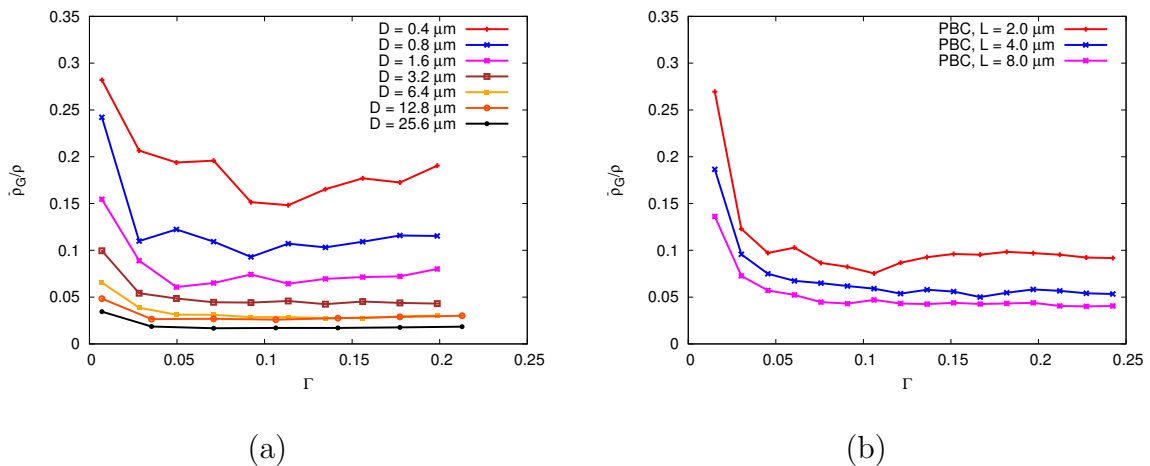 0.35
0.3
0.25
0.2
0.15
0.1
0.05
0
0 0.05 0.1 0.15 0.2 0.25
ρ̄_G/ρ
Γ
D = 0.4 μm
D = 0.8 μm
D = 1.6 μm
D = 3.2 μm
D = 6.4 μm
D = 12.8 μm
D = 25.6 μm
(a)
0.35
0.3
0.25
0.2
0.15
0.1
0.05
0
0 0.05 0.1 0.15 0.2 0.25
ρ̄_G/ρ
Γ
PBC, L = 2.0 μm
PBC, L = 4.0 μm
PBC, L = 8.0 μm
(b)